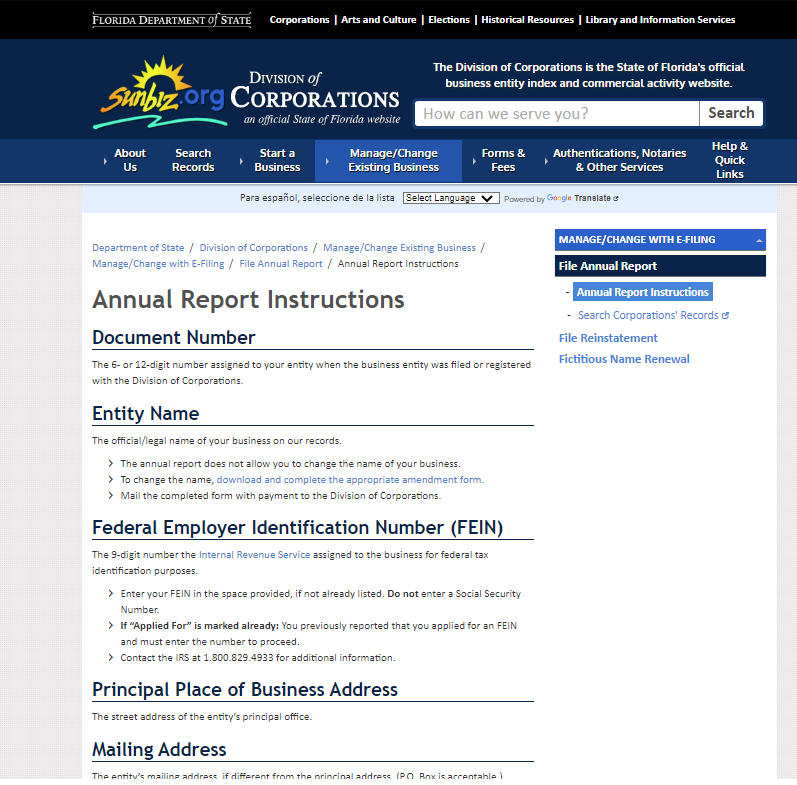 FLORIDA DEPARTMENT of STATE
Corporations | Arts and Culture | Elections | Historical Resources | Library and Information Services
Sunbiz.org
DIVISION of
CORPORATIONS
an official State of Florida website
The Division of Corporations is the State of Florida's official
business entity index and commercial activity website.
How can we serve you?
Search
About
Us
Search
Records
Start a
Business
Manage/Change
Existing Business
Forms &
Fees
Authentications, Notaries
& Other Services
Help &
Quick
Links
Para español, seleccione de la lista Select Language Powered by Google Translate
Department of State / Division of Corporations / Manage/Change Existing Business /
Manage/Change with E-Filing / File Annual Report / Annual Report Instructions
Annual Report Instructions
Document Number
The 6- or 12-digit number assigned to your entity when the business entity was filed or registered
with the Division of Corporations.
Entity Name
The official/legal name of your business on our records.
The annual report does not allow you to change the name of your business.
To change the name, download and complete the appropriate amendment form.
Mail the completed form with payment to the Division of Corporations.
Federal Employer Identification Number (FEIN)
The 9-digit number the Internal Revenue Service assigned to the business for federal tax
identification purposes.
Enter your FEIN in the space provided, if not already listed. Do not enter a Social Security
Number.
If “Applied For” is marked already: You previously reported that you applied for an FEIN
and must enter the number to proceed.
Contact the IRS at 1.800.829.4933 for additional information.
Principal Place of Business Address
The street address of the entity’s principal office.
Mailing Address
The entity’s mailing address, if different from the principal address. (P.O. Box is acceptable.)
MANAGE/CHANGE WITH E-FILING
File Annual Report
- Annual Report Instructions
- Search Corporations' Records
File Reinstatement
Fictitious Name Renewal